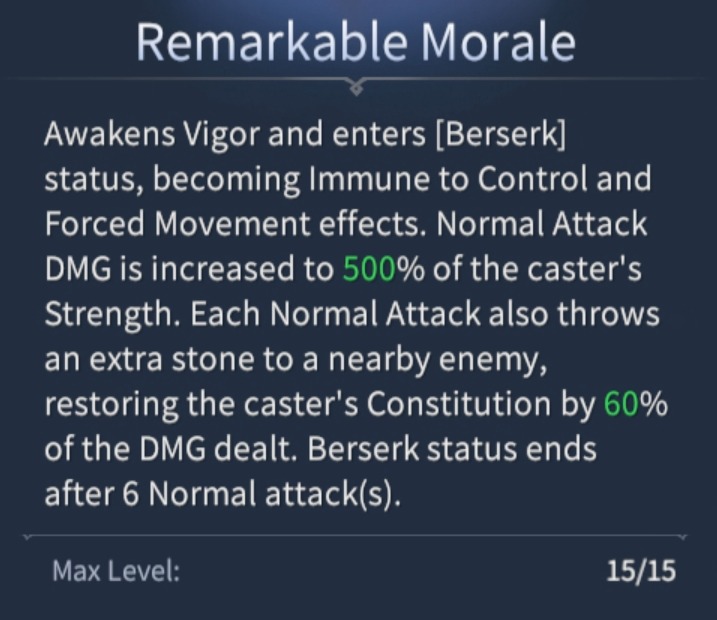 Remarkable Morale
Awakens Vigor and enters [Berserk]
status, becoming Immune to Control and
Forced Movement effects. Normal Attack
DMG is increased to 500% of the caster's
Strength. Each Normal Attack also throws
an extra stone to a nearby enemy,
restoring the caster's Constitution by 60%
of the DMG dealt. Berserk status ends
after 6 Normal attack(s).
Max Level: 15/15